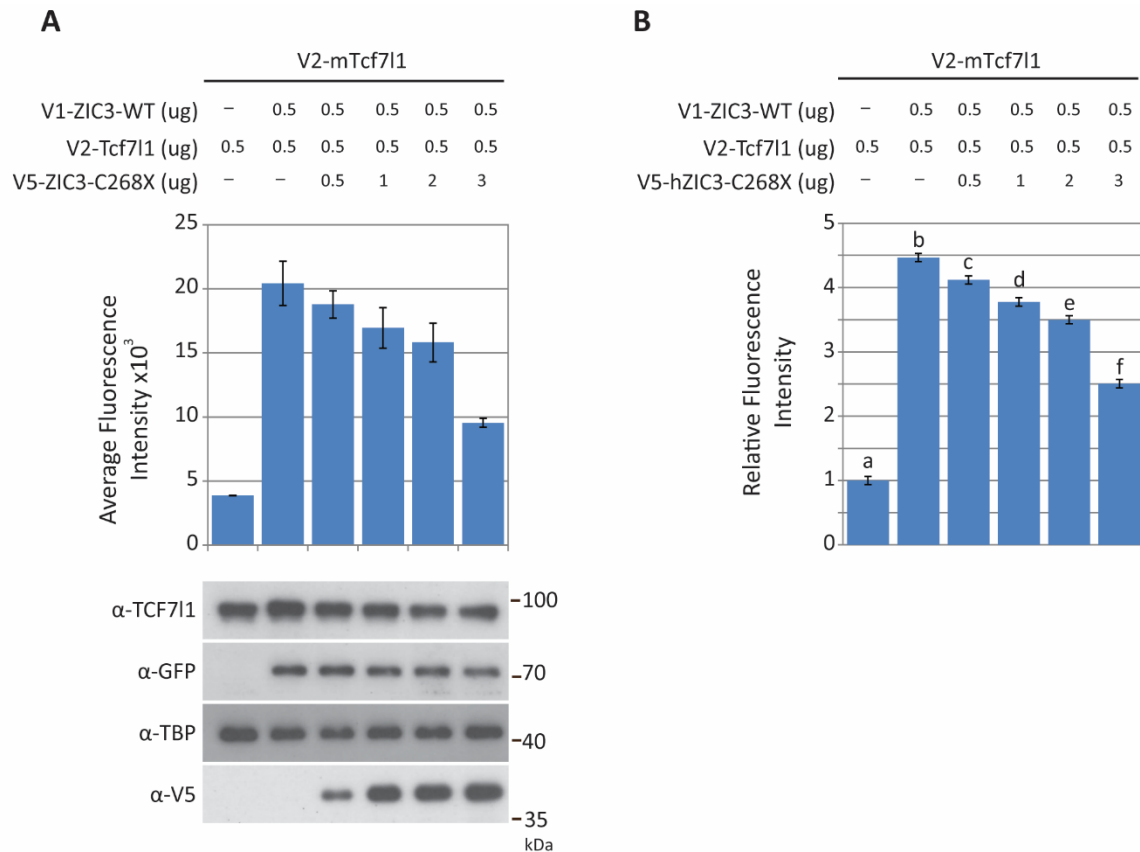 A
V2-mTcf7l1
V1-ZIC3-WT (ug) – 0.5 0.5 0.5 0.5 0.5
V2-Tcf7l1 (ug) 0.5 0.5 0.5 0.5 0.5 0.5
V5-ZIC3-C268X (ug) – – 0.5 1 2 3
Average Fluorescence
Intensity x10³
25
20
15
10
5
0
α-TCF7l1
100
α-GFP
70
α-TBP
40
α-V5
35
kDa
B
V2-mTcf7l1
V1-ZIC3-WT (ug) – 0.5 0.5 0.5 0.5 0.5
V2-Tcf7l1 (ug) 0.5 0.5 0.5 0.5 0.5 0.5
V5-hZIC3-C268X (ug) – – 0.5 1 2 3
Relative Fluorescence
Intensity
5
4
3
2
1
0
a b c d e f